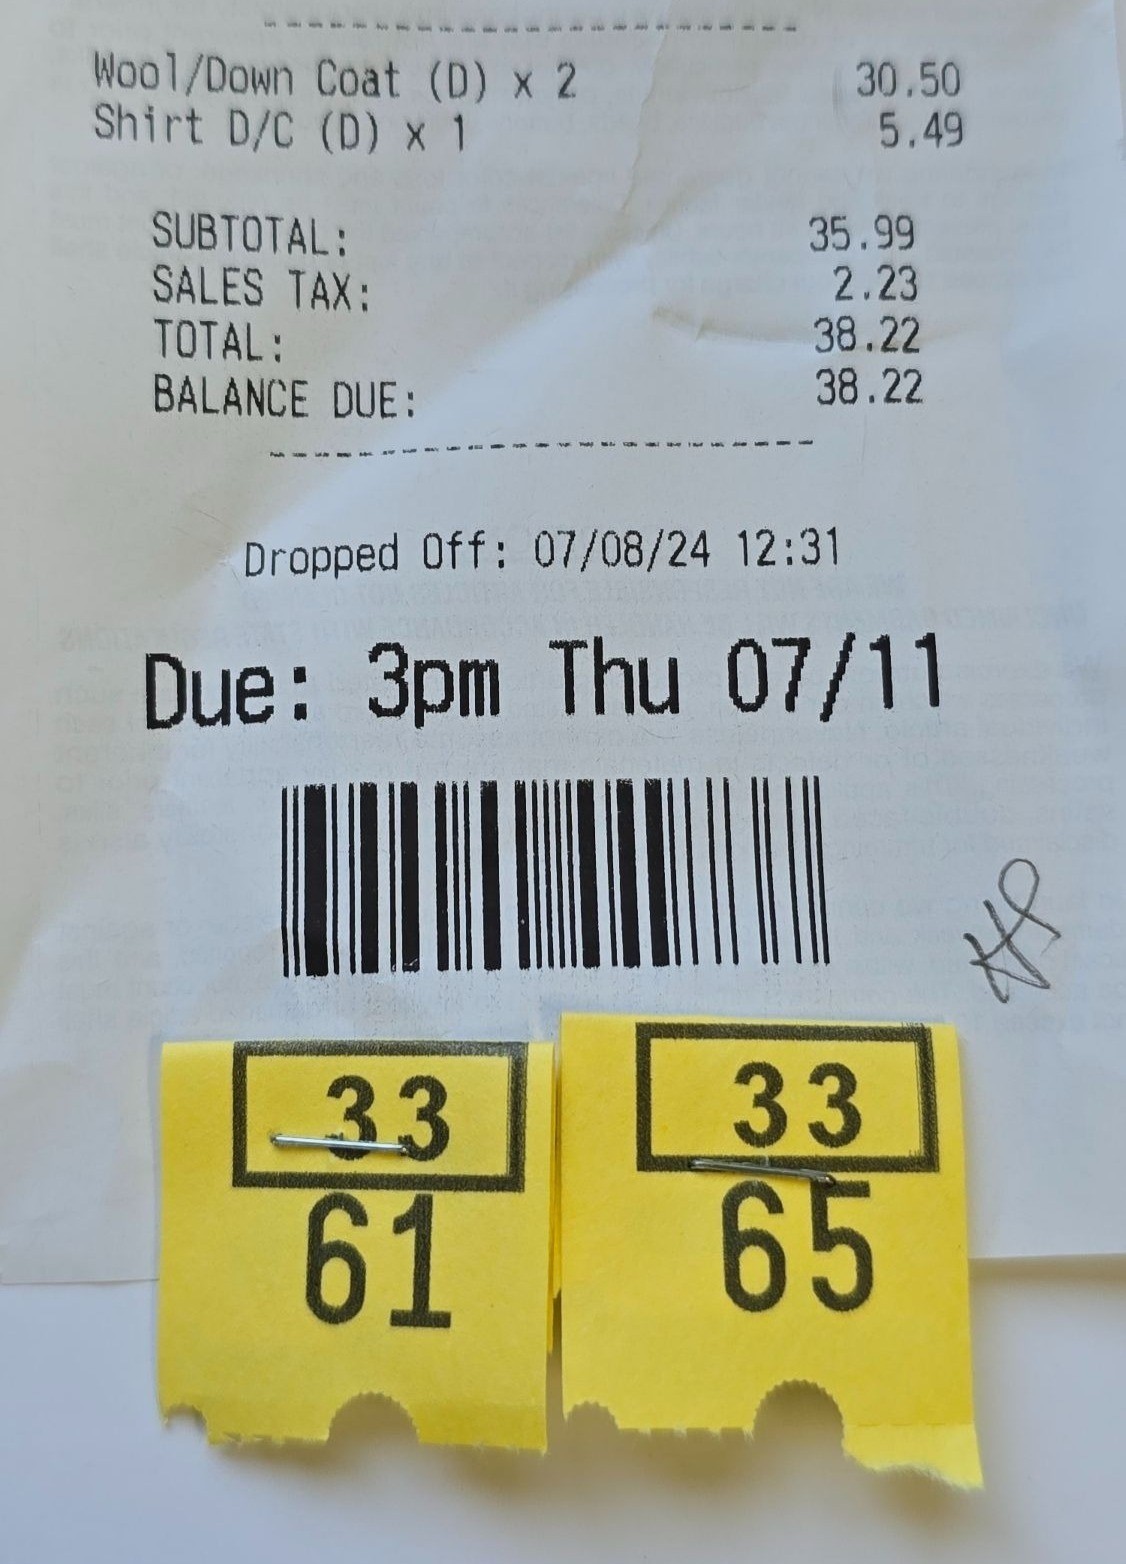 Wool/Down Coat (D) x 2 30.50
Shirt D/C (D) x 1 5.49
SUBTOTAL: 35.99
SALES TAX: 2.23
TOTAL: 38.22
BALANCE DUE: 38.22
Dropped Off: 07/08/24 12:31
Due: 3pm Thu 07/11
33
61
33
65